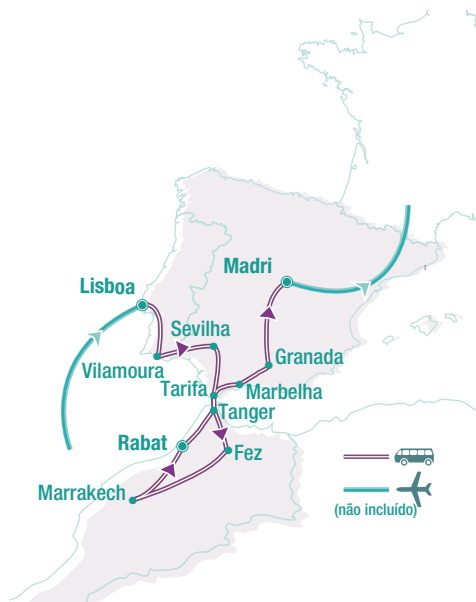 Madri
Lisboa
Sevilha
Vilamoura
Granada
Tarifa
Marbelha
Tanger
Rabat
Fez
Marrakech
(não incluído)